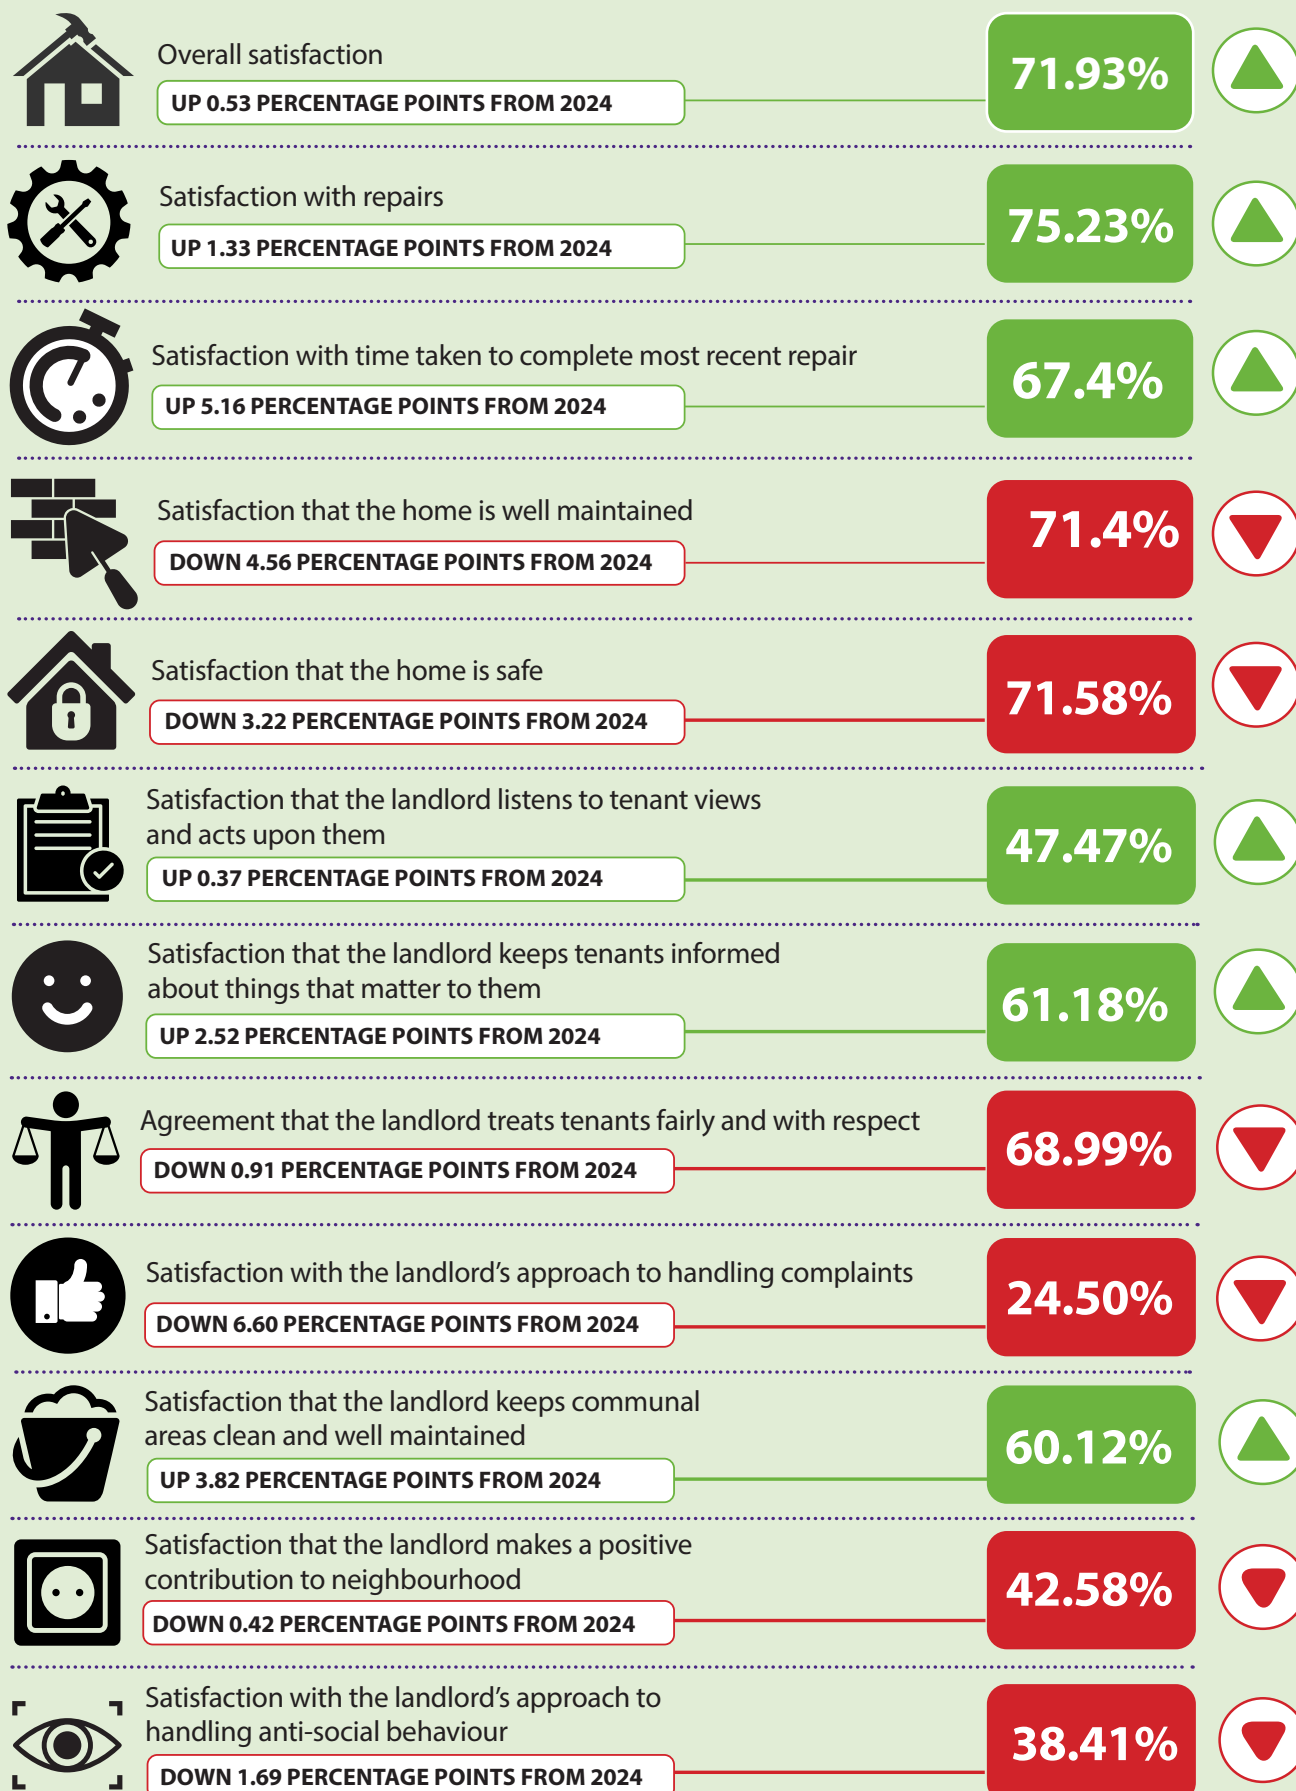 Overall satisfaction
UP 0.53 PERCENTAGE POINTS FROM 2024
71.93%
Satisfaction with repairs
UP 1.33 PERCENTAGE POINTS FROM 2024
75.23%
Satisfaction with time taken to complete most recent repair
UP 5.16 PERCENTAGE POINTS FROM 2024
67.4%
Satisfaction that the home is well maintained
DOWN 4.56 PERCENTAGE POINTS FROM 2024
71.4%
Satisfaction that the home is safe
DOWN 3.22 PERCENTAGE POINTS FROM 2024
71.58%
Satisfaction that the landlord listens to tenant views
and acts upon them
UP 0.37 PERCENTAGE POINTS FROM 2024
47.47%
Satisfaction that the landlord keeps tenants informed
about things that matter to them
UP 2.52 PERCENTAGE POINTS FROM 2024
61.18%
Agreement that the landlord treats tenants fairly and with respect
DOWN 0.91 PERCENTAGE POINTS FROM 2024
68.99%
Satisfaction with the landlord’s approach to handling complaints
DOWN 6.60 PERCENTAGE POINTS FROM 2024
24.50%
Satisfaction that the landlord keeps communal
areas clean and well maintained
UP 3.82 PERCENTAGE POINTS FROM 2024
60.12%
Satisfaction that the landlord makes a positive
contribution to neighbourhood
DOWN 0.42 PERCENTAGE POINTS FROM 2024
42.58%
Satisfaction with the landlord’s approach to
handling anti-social behaviour
DOWN 1.69 PERCENTAGE POINTS FROM 2024
38.41%